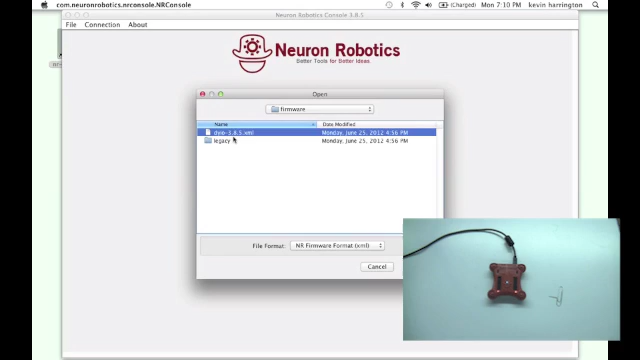 com.neuronrobotics.nrconsole.NRConsole
(Charged) Mon 7:10 PM kevin harrington
Neuron Robotics Console 3.8.5
File Connection About
Neuron Robotics
Better Tools for Better Ideas
Open
firmware
Name Date Modified
dyio-3.8.5.xml Monday, June 25, 2012 4:56 PM
legacy Monday, June 25, 2012 4:56 PM
File Format: NR Firmware Format (xml)
Cancel